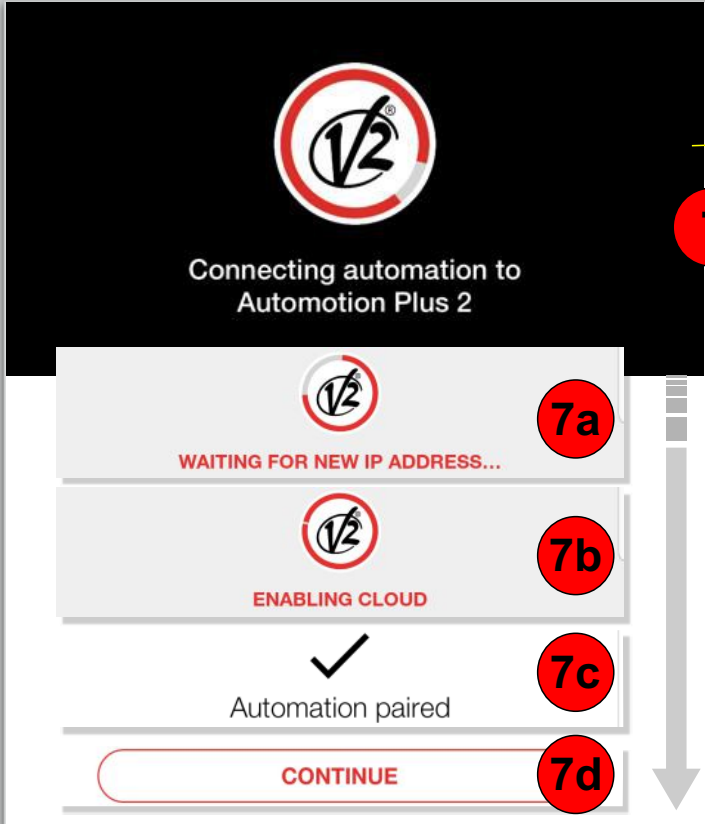 V2®
Connecting automation to
Automotion Plus 2
V2®
7a
WAITING FOR NEW IP ADDRESS...
V2®
7b
ENABLING CLOUD
7c
Automation paired
CONTINUE
7d